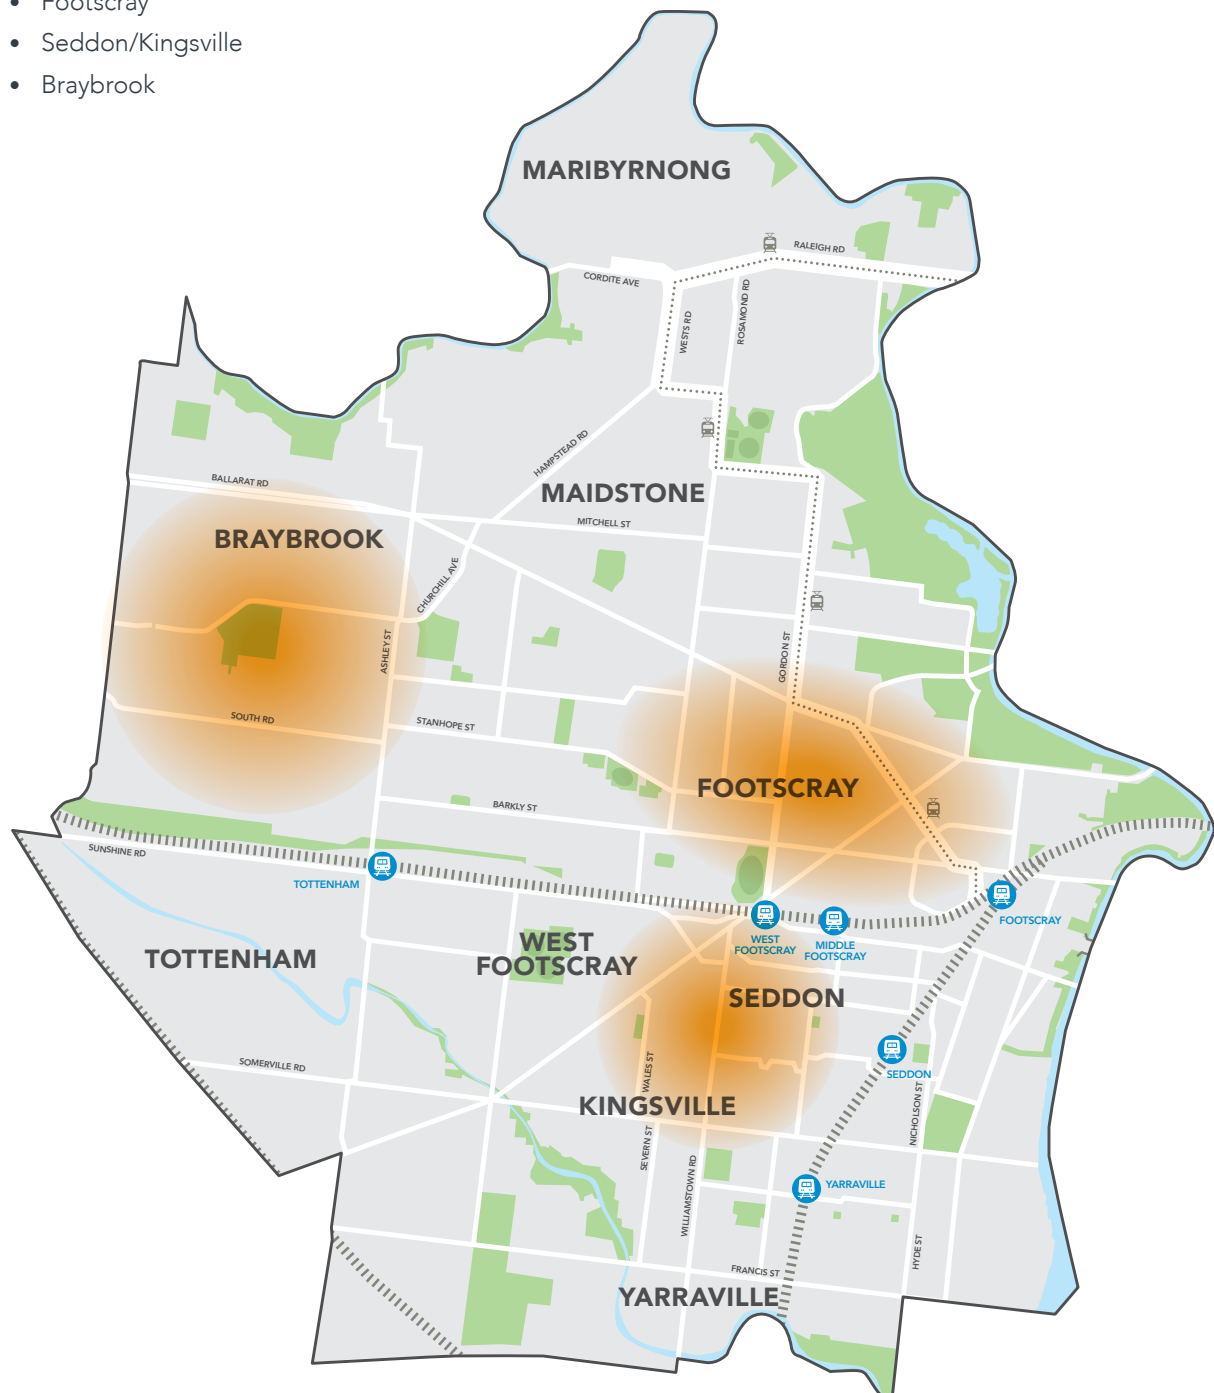 • Footscray
• Seddon/Kingsville
• Braybrook
MARIBYRNONG
RALEIGH RD
CORDITE AVE
WESTS RD
ROSAMOND RD
HAMPSTEAD RD
BALLARAT RD
MAIDSTONE
MITCHELL ST
BRAYBROOK
CHURCHILL AVE
ASHLEY ST
GORDON ST
SOUTH RD
STANHOPE ST
FOOTSCRAY
BARKLY ST
SUNSHINE RD
TOTTENHAM
FOOTSCRAY
WEST
FOOTSCRAY
MIDDLE
FOOTSCRAY
TOTTENHAM
WEST
FOOTSCRAY
SEDDON
SOMERVILLE RD
WALES ST
SEDDON
KINGSVILLE
NICHOLSON ST
SEVERN ST
WILLIAMSTOWN RD
YARRAVILLE
HYDE ST
FRANCIS ST
YARRAVILLE